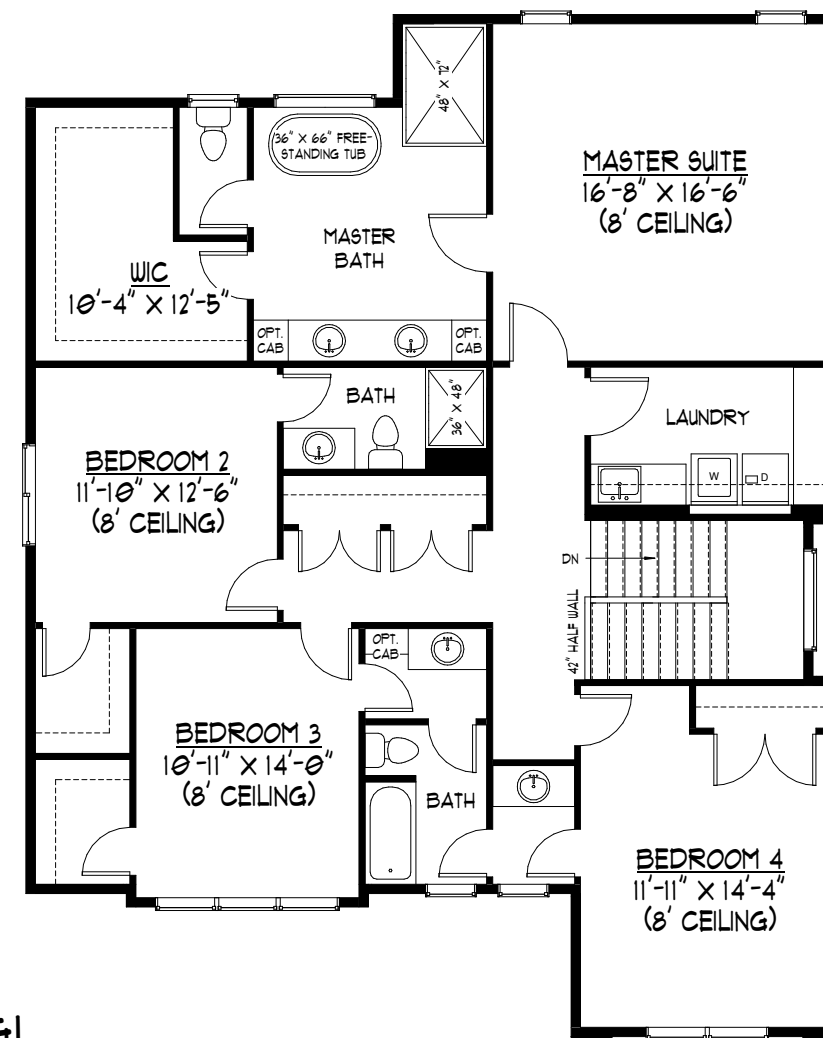 48" X 72"
36" X 66" FREE-
STANDING TUB
MASTER SUITE
16'-8" X 16'-6"
(8' CEILING)
MASTER
BATH
WIC
10'-4" X 12'-5"
OPT.
CAB
OPT.
CAB
BATH
36" X 48"
LAUNDRY
W
D
BEDROOM 2
11'-10" X 12'-6"
(8' CEILING)
DN
42" HALF WALL
OPT.
CAB
BEDROOM 3
10'-11" X 14'-0"
(8' CEILING)
BATH
BEDROOM 4
11'-11" X 14'-4"
(8' CEILING)